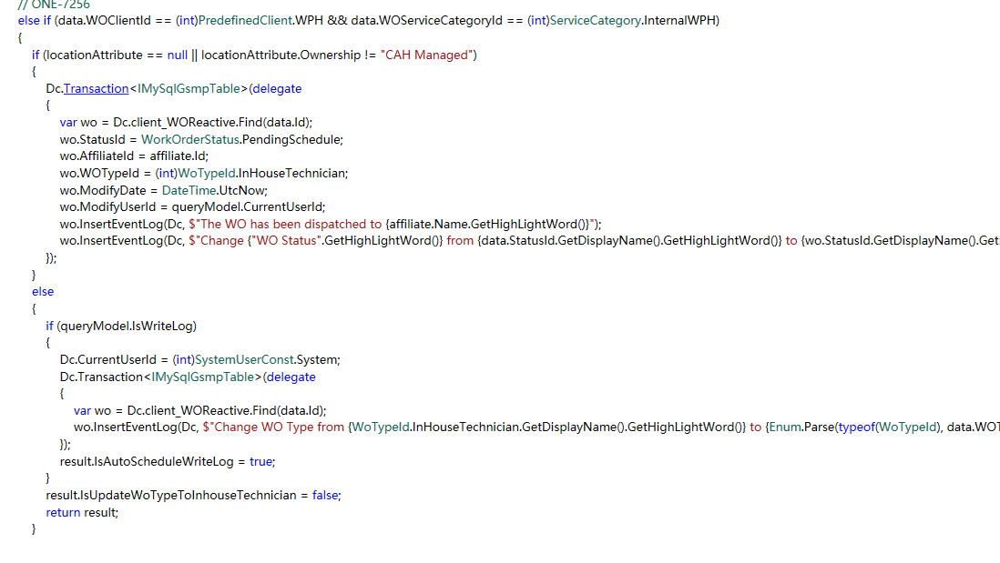 // ONE-7256
else if (data.WOClientId == (int)PredefinedClient.WPH && data.WOServiceCategoryId == (int)ServiceCategory.InternalWPH)
{
if (locationAttribute == null || locationAttribute.Ownership != "CAH Managed")
{
Dc.Transaction<IMySqlGsmpTable>(delegate
{
var wo = Dc.client_WOReactive.Find(data.Id);
wo.StatusId = WorkOrderStatus.PendingSchedule;
wo.AffiliateId = affiliate.Id;
wo.WOTypeId = (int)WoTypeId.InHouseTechnician;
wo.ModifyDate = DateTime.UtcNow;
wo.ModifyUserId = queryModel.CurrentUserId;
wo.InsertEventLog(Dc, $"The WO has been dispatched to {affiliate.Name.GetHighLightWord()}");
wo.InsertEventLog(Dc, $"Change {"WO Status".GetHighLightWord()} from {data.StatusId.GetDisplayName().GetHighLightWord()} to {wo.StatusId.GetDisplayName().Get
});
}
else
{
if (queryModel.IsWriteLog)
{
Dc.CurrentUserId = (int)SystemUserConst.System;
Dc.Transaction<IMySqlGsmpTable>(delegate
{
var wo = Dc.client_WOReactive.Find(data.Id);
wo.InsertEventLog(Dc, $"Change WO Type from {WoTypeId.InHouseTechnician.GetDisplayName().GetHighLightWord()} to {Enum.Parse(typeof(WoTypeId), data.WOT
});
result.IsAutoScheduleWriteLog = true;
}
result.IsUpdateWoTypeToInhouseTechnician = false;
return result;
}